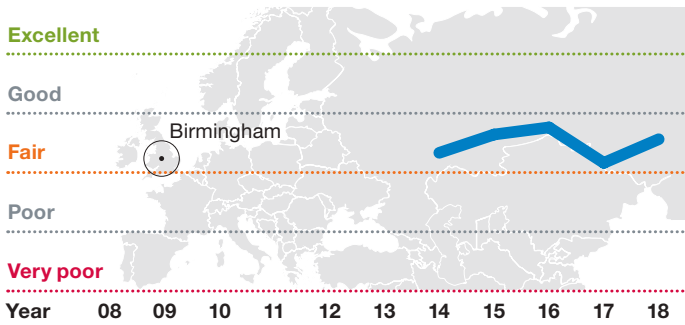 Excellent
Good
Birmingham
Fair
Poor
Very poor
Year 08 09 10 11 12 13 14 15 16 17 18